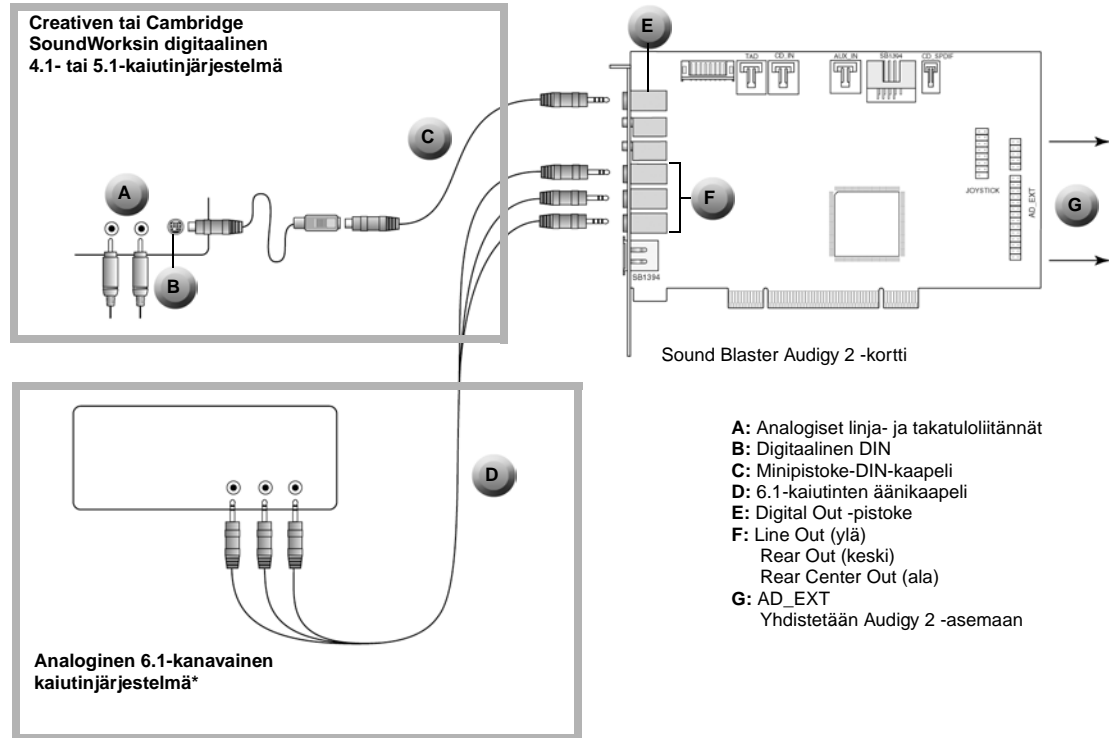 Creativen tai Cambridge
SoundWorksin digitaalinen
4.1- tai 5.1-kaiutinjärjestelmä
E
TAD
CD_IN
AUX_IN
SB1394
CD_SPDIF
C
A
B
F
JOYSTICK
AD_EXT
G
SB1394
Sound Blaster Audigy 2 -kortti
D
Analoginen 6.1-kanavainen
kaiutinjärjestelmä*
A: Analogiset linja- ja takatuloliitännät
B: Digitaalinen DIN
C: Minipistoke-DIN-kaapeli
D: 6.1-kaiutinten äänikaapeli
E: Digital Out -pistoke
F: Line Out (ylä)
Rear Out (keski)
Rear Center Out (ala)
G: AD_EXT
Yhdistetään Audigy 2 -asemaan